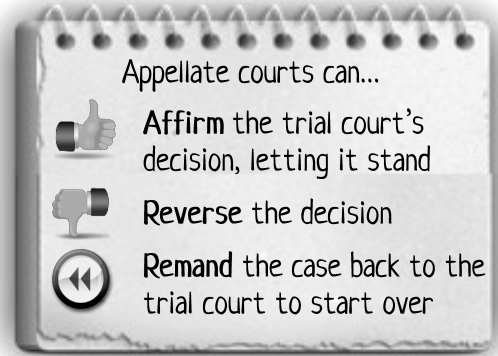 Appellate courts can...
Affirm the trial court's
decision, letting it stand
Reverse the decision
Remand the case back to the
trial court to start over